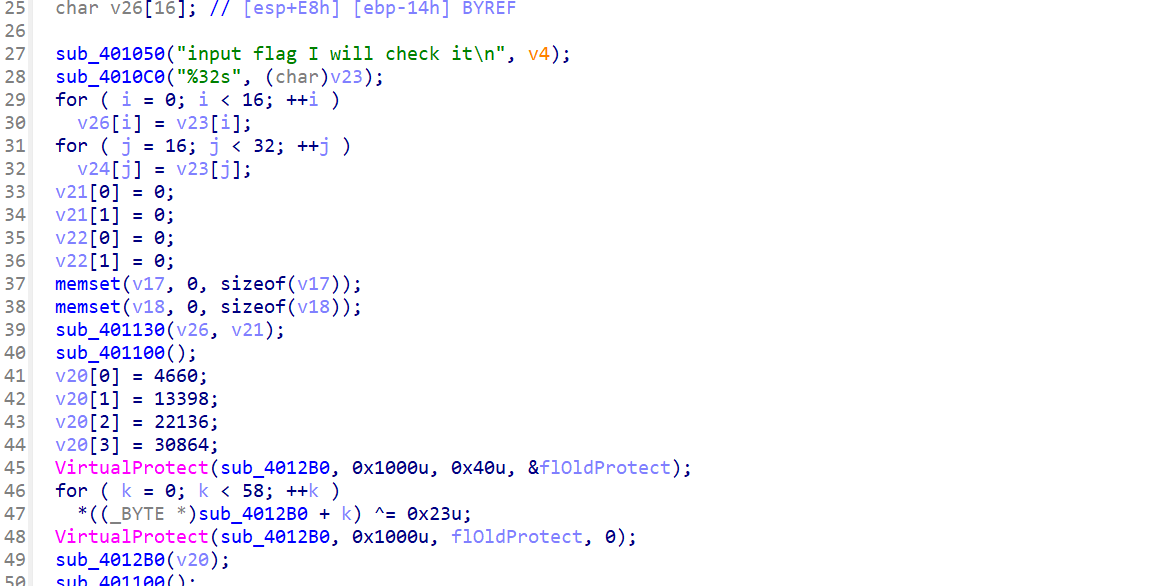 25 char v26[16]; // [esp+E8h] [ebp-14h] BYREF
26
27 sub_401050("input flag I will check it\n", v4);
28 sub_4010C0("%32s", (char)v23);
29 for ( i = 0; i < 16; ++i )
30 v26[i] = v23[i];
31 for ( j = 16; j < 32; ++j )
32 v24[j] = v23[j];
33 v21[0] = 0;
34 v21[1] = 0;
35 v22[0] = 0;
36 v22[1] = 0;
37 memset(v17, 0, sizeof(v17));
38 memset(v18, 0, sizeof(v18));
39 sub_401130(v26, v21);
40 sub_401100();
41 v20[0] = 4660;
42 v20[1] = 13398;
43 v20[2] = 22136;
44 v20[3] = 30864;
45 VirtualProtect(sub_4012B0, 0x1000u, 0x40u, &flOldProtect);
46 for ( k = 0; k < 58; ++k )
47 *((_BYTE *)sub_4012B0 + k) ^= 0x23u;
48 VirtualProtect(sub_4012B0, 0x1000u, flOldProtect, 0);
49 sub_4012B0(v20);
50 sub_401100();